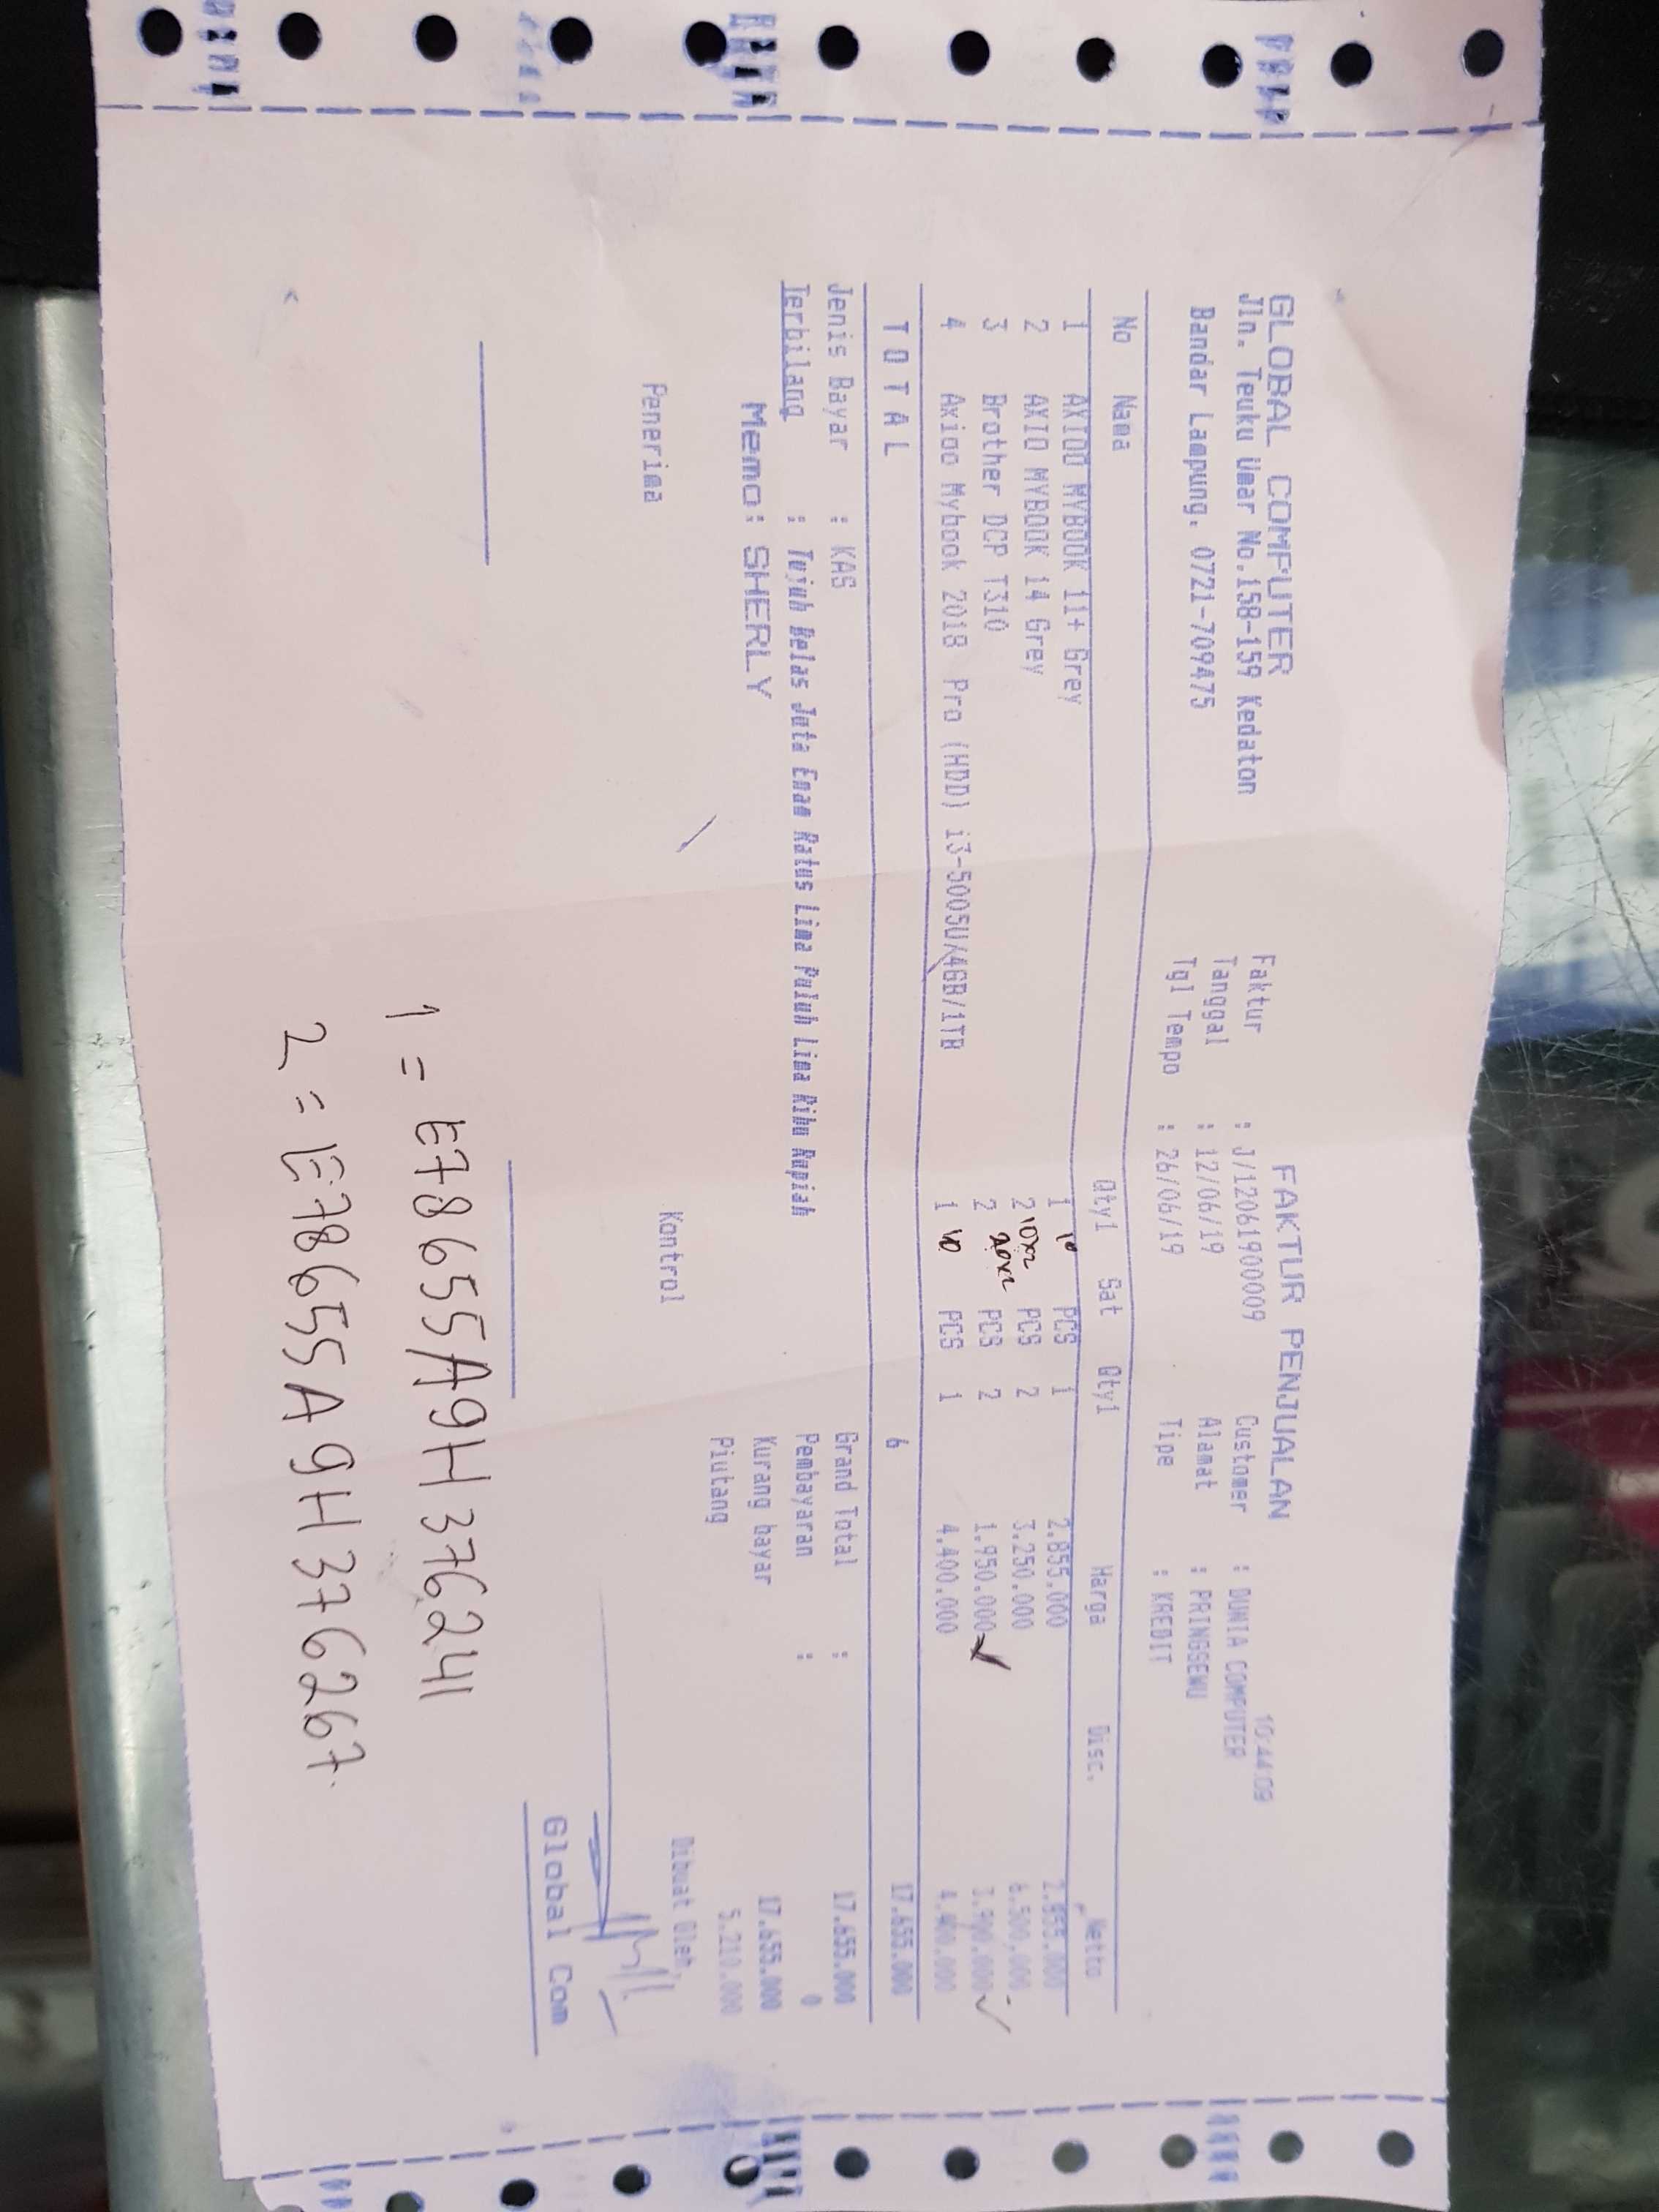 GLOBAL COMPUTER
Jln. Teuku Umar No.158-159 Kedaton
Bandar Lampung. 0721-709475
FAKTUR PENJUALAN 10:44:09
Faktur : J/1206190009 Customer : DUNIA COMPUTER
Tanggal : 12/06/19 Alamat : PRINGSEWU
Tgl Tempo : 26/06/19 Tipe : KREDIT
No Nama Qty1 Sat Qty1 Harga Disc. Netto
1 AXIOO MYBOOK 11+ Grey 1 PCS 1 2.855.000 2.855.000
2 AXIO MYBOOK 14 Grey 2 PCS 2 3.250.000 6.500.000
3 Brother DCP T310 2 PCS 2 1.950.000 3.900.000
4 Axioo Mybook 2018 Pro (HDD) i3-5005U/4GB/1TB 1 PCS 1 4.400.000 4.400.000
T O T A L 6 17.655.000
Jenis Bayar : KAS Grand Total : 17.655.000
Terbilang : Tujuh Belas Juta Enam Ratus Lima Puluh Lima Ribu Rupiah Pembayaran : 0
Memo: SHERLY Kurang bayar 17.655.000
Piutang 5.210.000
Penerima Kontrol Dibuat Oleh,
Global Com
1 = E78655A9H376241
2 = E78655A9H376267